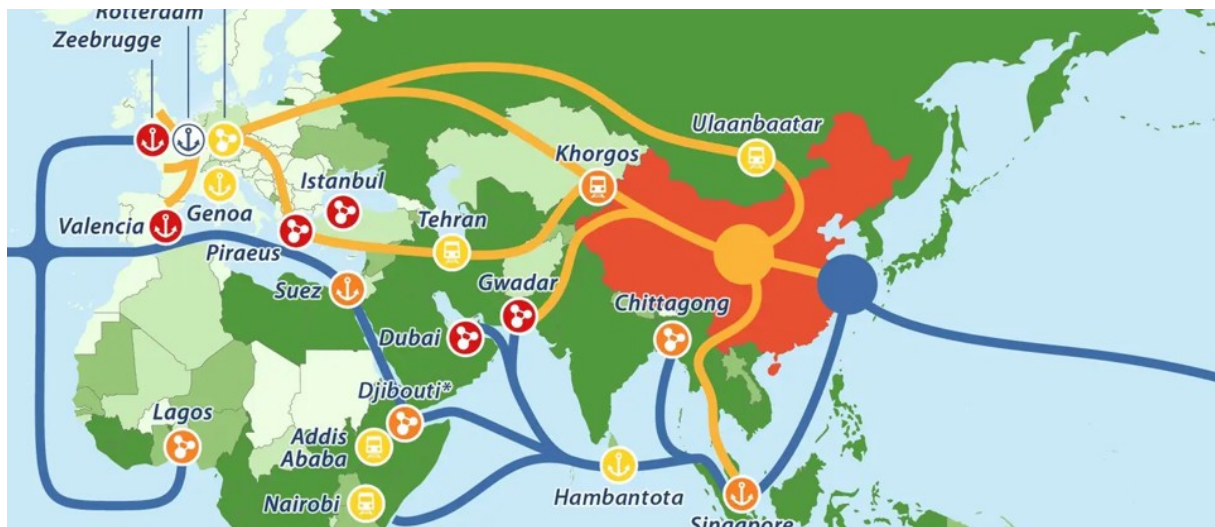 Rotterdam
Zeebrugge
Ulaanbaatar
Khorgos
Istanbul
Valencia
Genoa
Tehran
Piraeus
Suez
Gwadar
Chittagong
Dubai
Djibouti*
Lagos
Addis
Ababa
Hambantota
Nairobi
Singapore